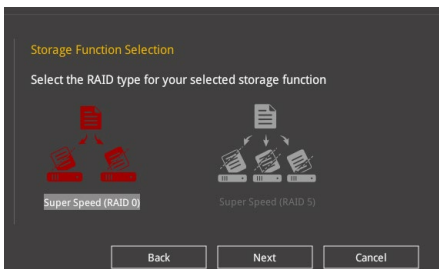 Storage Function Selection
Select the RAID type for your selected storage function
Super Speed (RAID 0)
Super Speed (RAID 5)
Back
Next
Cancel